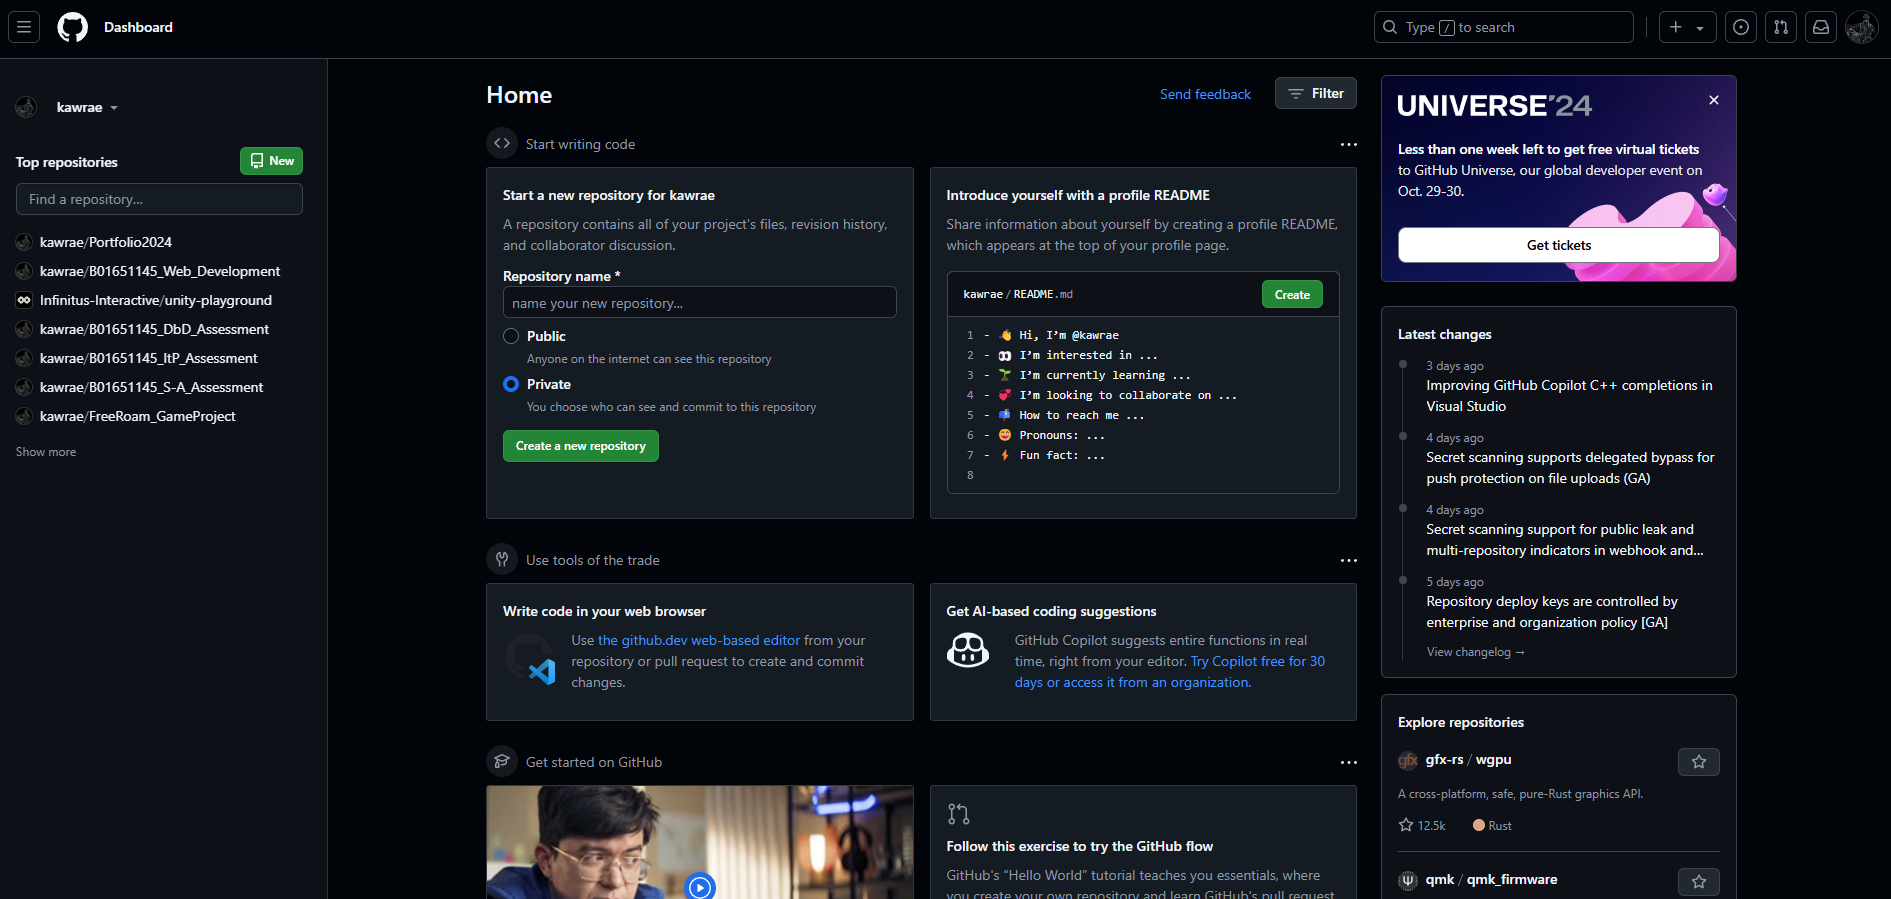 Dashboard
Type / to search
kawrae
Top repositories
New
Find a repository...
kawrae/Portfolio2024
kawrae/B01651145_Web_Development
Infinitus-Interactive/unity-playground
kawrae/B01651145_DbD_Assessment
kawrae/B01651145_ItP_Assessment
kawrae/B01651145_S-A_Assessment
kawrae/FreeRoam_GameProject
Show more
Home
Send feedback
Filter
Start writing code
Start a new repository for kawrae
A repository contains all of your project's files, revision history,
and collaborator discussion.
Repository name *
name your new repository...
Public
Anyone on the internet can see this repository
Private
You choose who can see and commit to this repository
Create a new repository
Introduce yourself with a profile README
Share information about yourself by creating a profile README,
which appears at the top of your profile page.
kawrae / README.md
Create
1 - 👋 Hi, I’m @kawrae
2 - 👀 I’m interested in ...
3 - 🌱 I’m currently learning ...
4 - 💞️ I’m looking to collaborate on ...
5 - 📫 How to reach me ...
6 - 😄 Pronouns: ...
7 - ⚡ Fun fact: ...
8
Use tools of the trade
Write code in your web browser
Use the github.dev web-based editor from your
repository or pull request to create and commit
changes.
Get AI-based coding suggestions
GitHub Copilot suggests entire functions in real
time, right from your editor. Try Copilot free for 30
days or access it from an organization.
Get started on GitHub
Follow this exercise to try the GitHub flow
GitHub's “Hello World” tutorial teaches you essentials, where
you create your own repository and learn GitHub's pull request
UNIVERSE'24
Less than one week left to get free virtual tickets
to GitHub Universe, our global developer event on
Oct. 29-30.
Get tickets
Latest changes
3 days ago
Improving GitHub Copilot C++ completions in
Visual Studio
4 days ago
Secret scanning supports delegated bypass for
push protection on file uploads (GA)
4 days ago
Secret scanning support for public leak and
multi-repository indicators in webhook and...
5 days ago
Repository deploy keys are controlled by
enterprise and organization policy [GA]
View changelog →
Explore repositories
gfx
gfx-rs / wgpu
A cross-platform, safe, pure-Rust graphics API.
12.5k
Rust
qmk / qmk_firmware